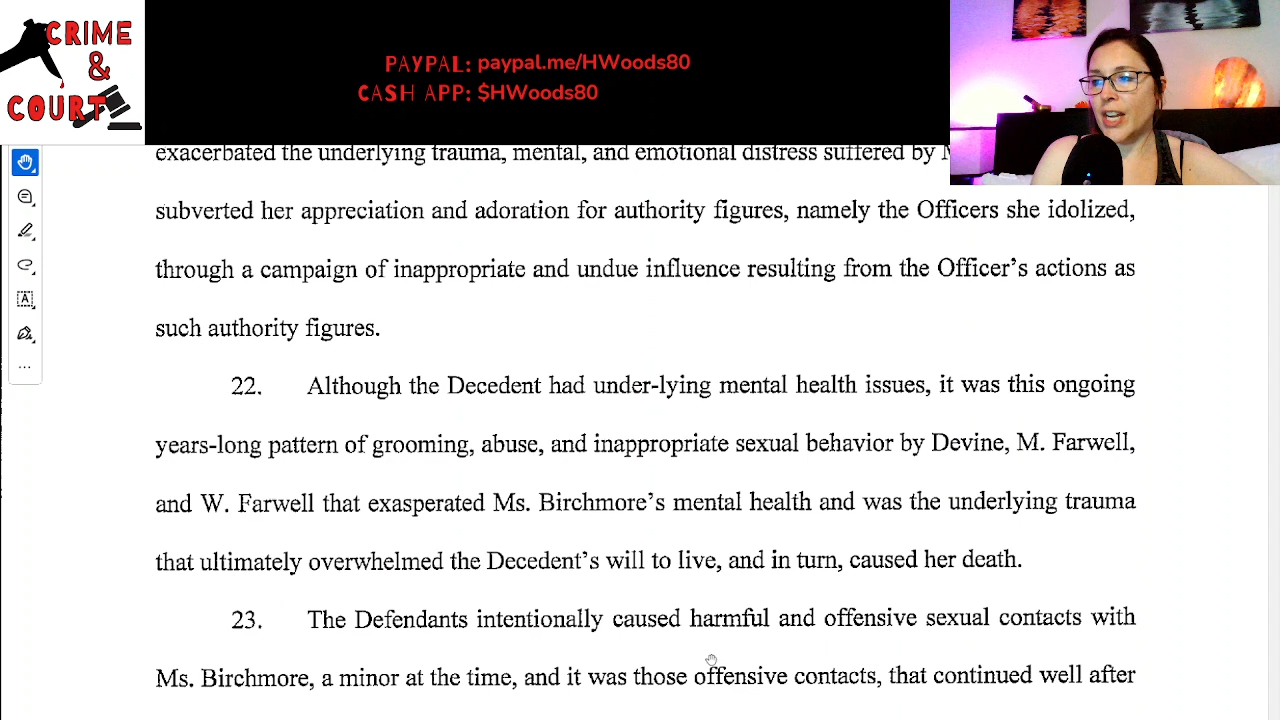 CRIME
&
COURT
PAYPAL: paypal.me/HWoods80
CASH APP: $HWoods80
exacerbated the underlying trauma, mental, and emotional distress suffered by
subverted her appreciation and adoration for authority figures, namely the Officers she idolized,
through a campaign of inappropriate and undue influence resulting from the Officer’s actions as
such authority figures.
22. Although the Decedent had under-lying mental health issues, it was this ongoing
years-long pattern of grooming, abuse, and inappropriate sexual behavior by Devine, M. Farwell,
and W. Farwell that exasperated Ms. Birchmore’s mental health and was the underlying trauma
that ultimately overwhelmed the Decedent’s will to live, and in turn, caused her death.
23. The Defendants intentionally caused harmful and offensive sexual contacts with
Ms. Birchmore, a minor at the time, and it was those offensive contacts, that continued well after